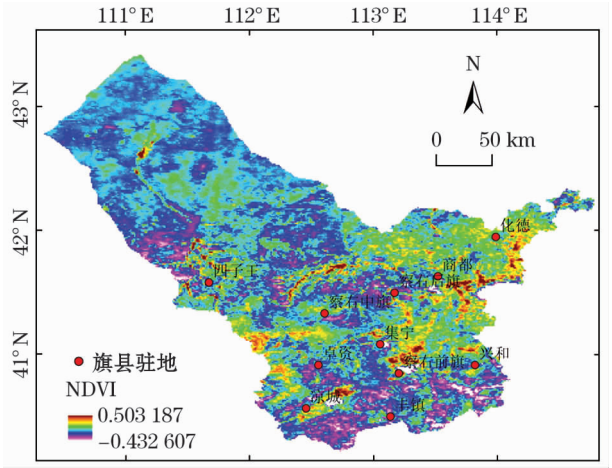 111°E 112°E 113°E 114°E
N
0 50 km
43°N
42°N
41°N
化德
商都
四子王
察右后旗
察右中旗
集宁
卓资
察右前旗
兴和
凉城
丰镇
旗县驻地
NDVI
0.503 187
-0.432 607